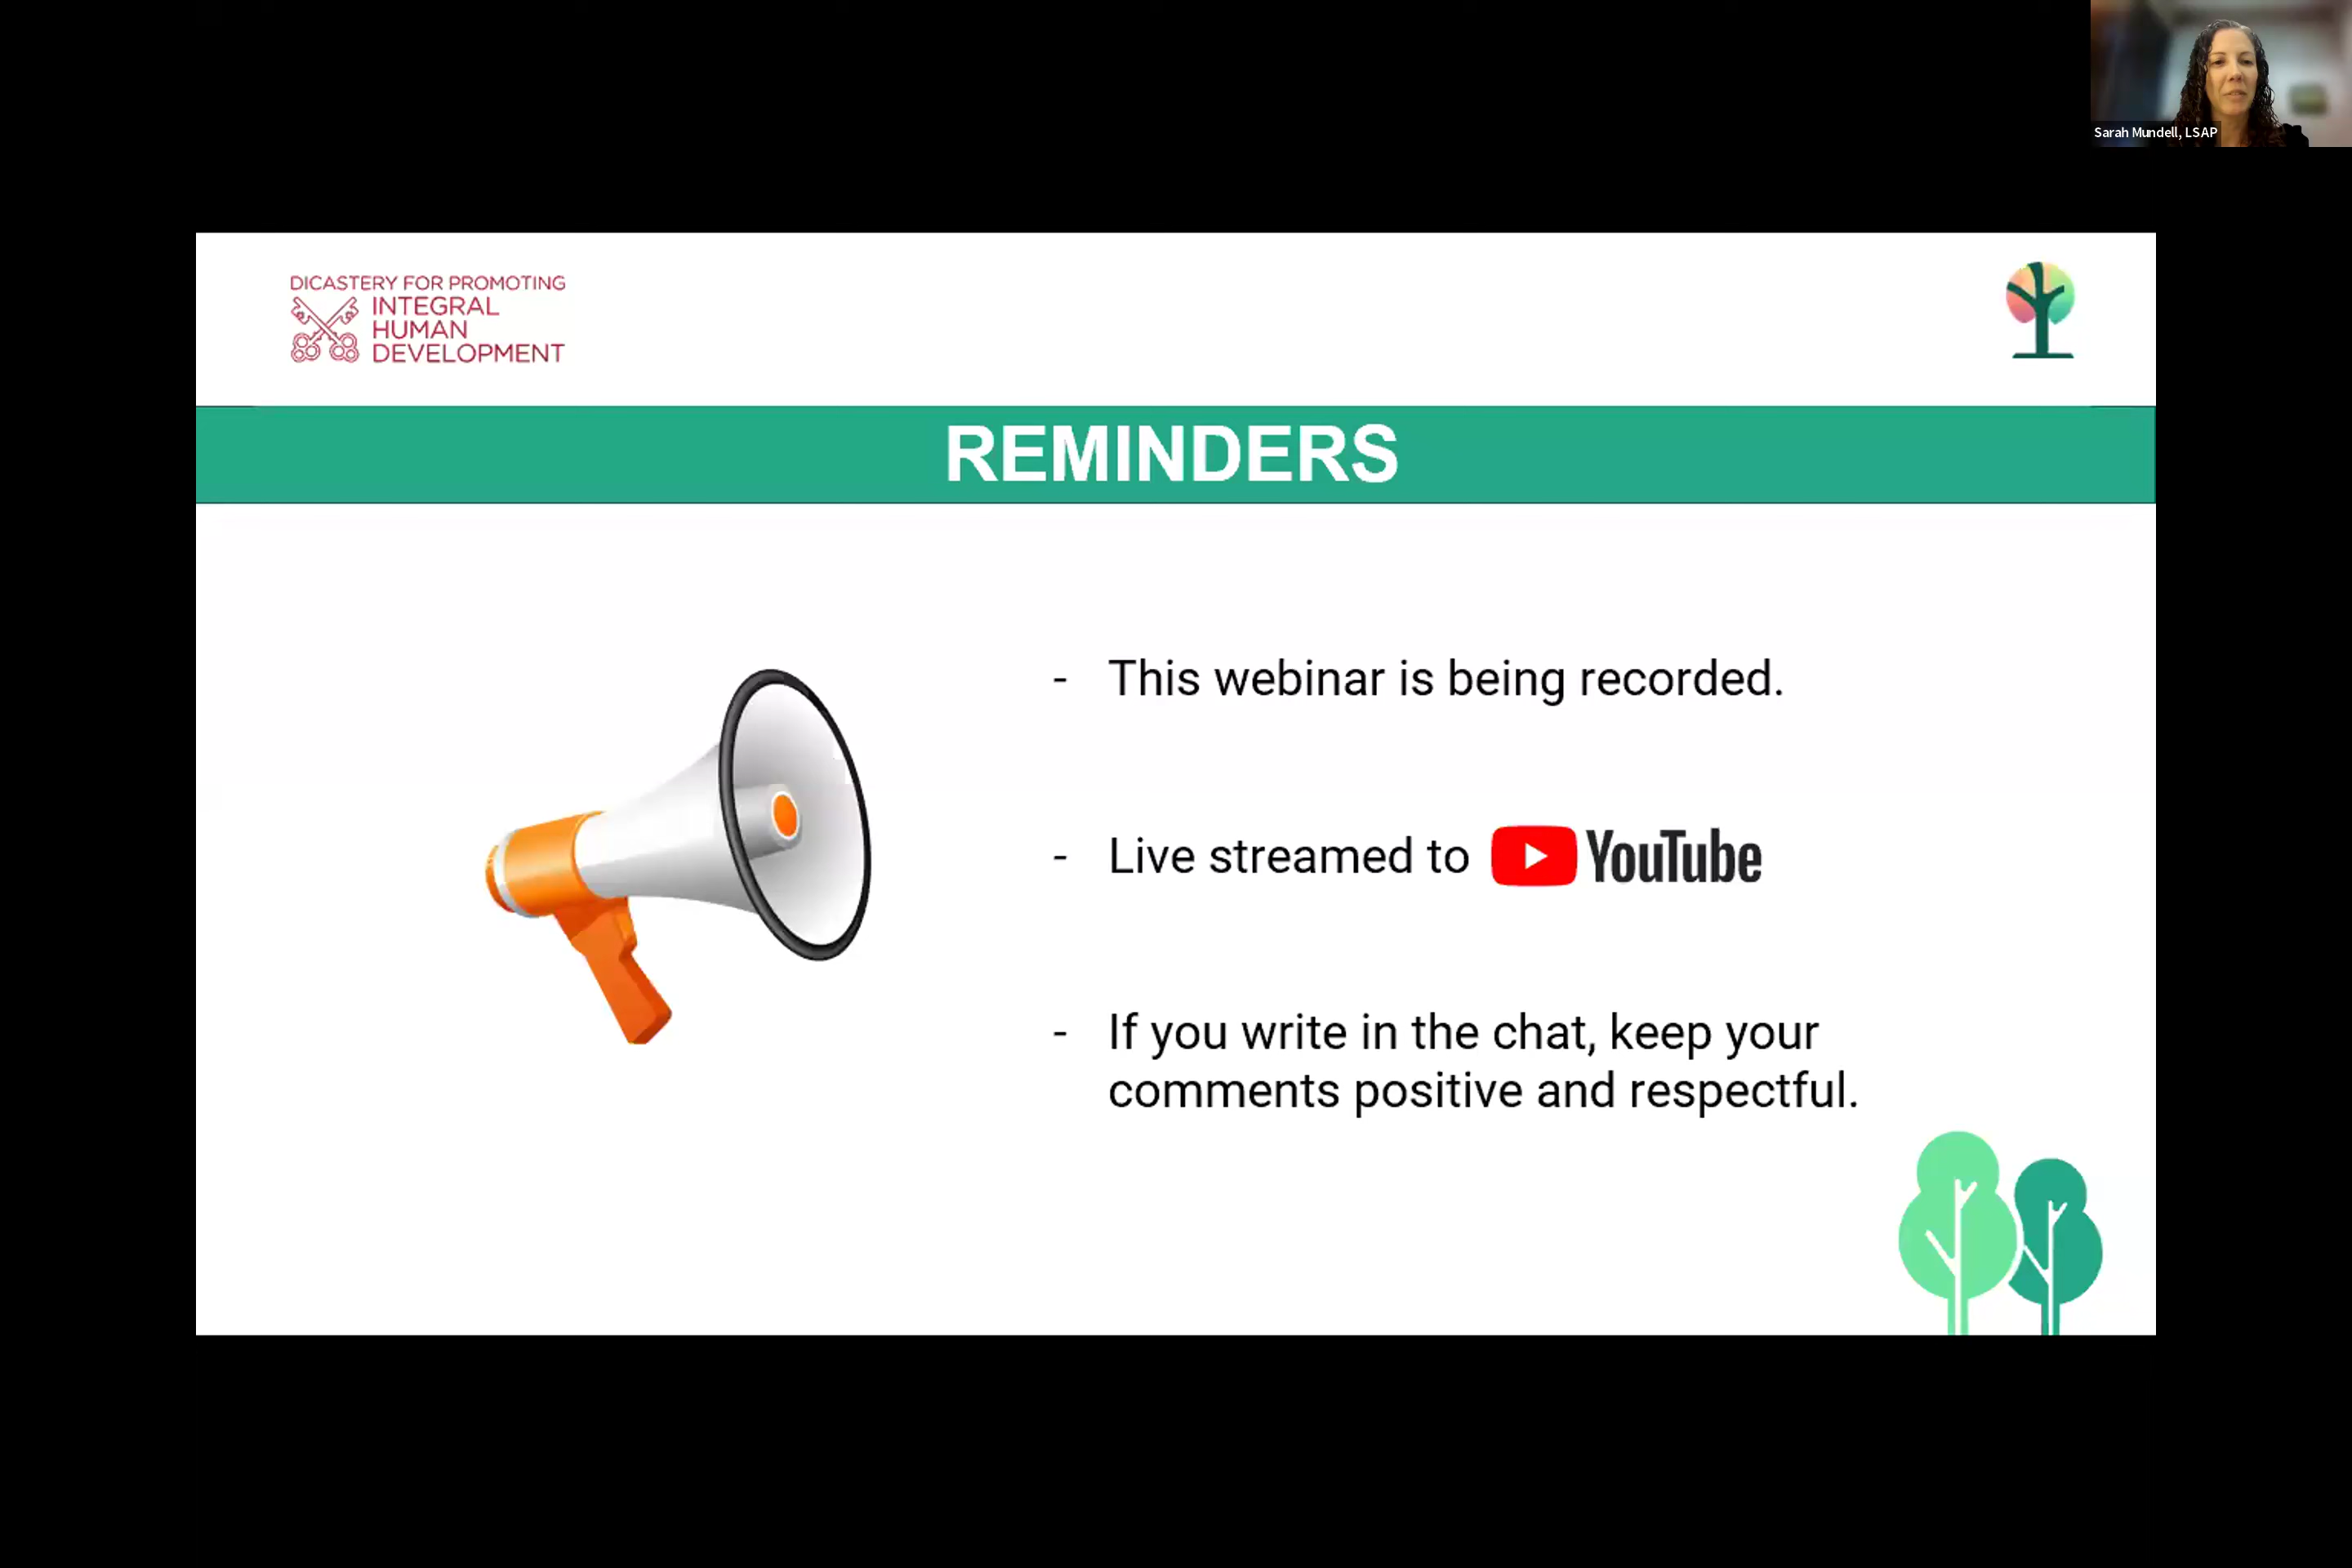 Sarah Mundell, LSAP
DICASTERY FOR PROMOTING
INTEGRAL
HUMAN
DEVELOPMENT
REMINDERS
- This webinar is being recorded.
- Live streamed to YouTube
- If you write in the chat, keep your
comments positive and respectful.